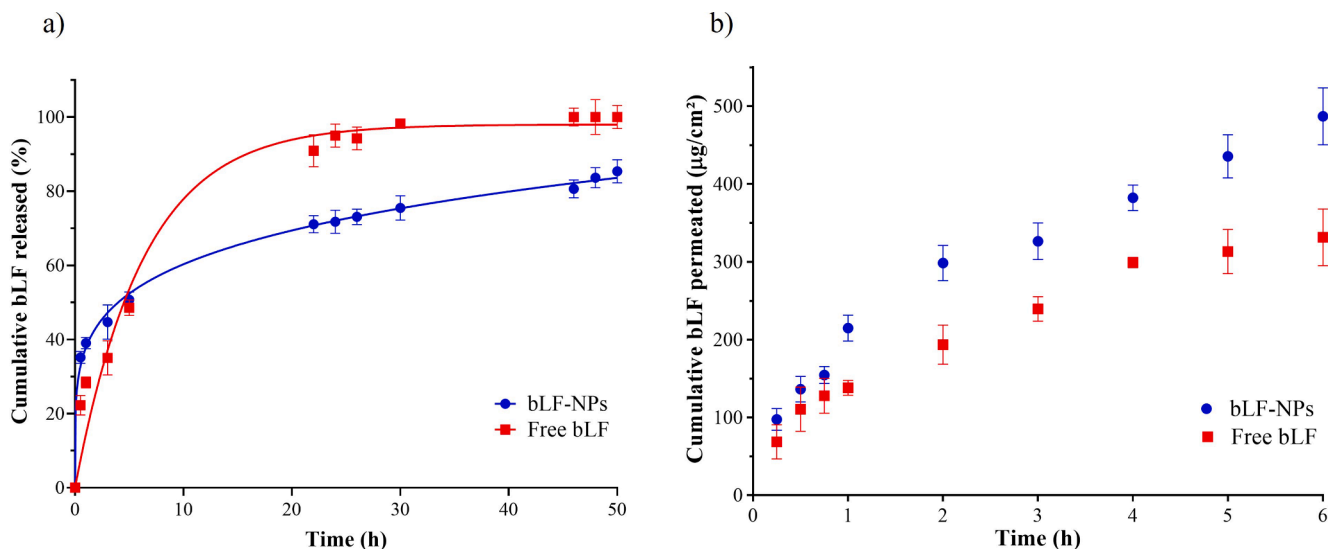 a)
Cumulative bLF released (%)
100
80
60
40
20
0
bLF-NPs
Free bLF
0
10
20
30
40
50
Time (h)
b)
Cumulative bLF permeated (µg/cm²)
500
400
300
200
100
0
bLF-NPs
Free bLF
1
2
3
4
5
6
Time (h)